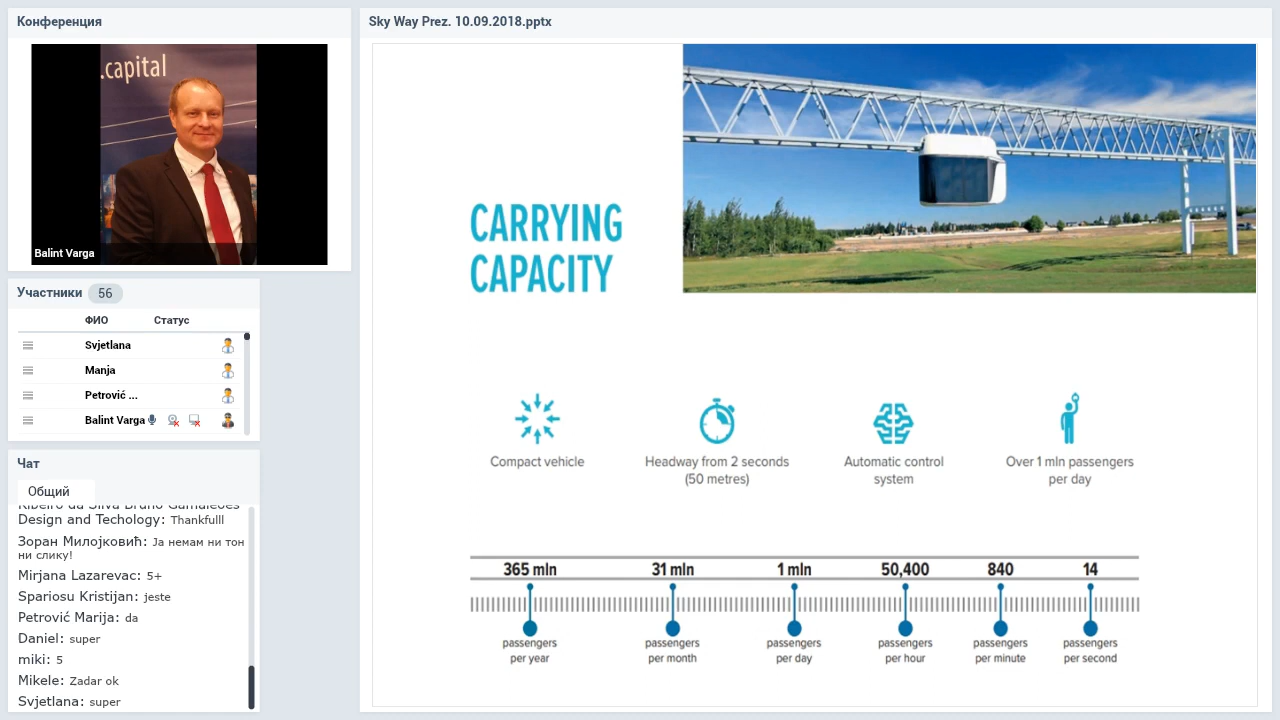 Конференция
.capital
Balint Varga
Участники 56
ФИО Статус
Svjetlana
Manja
Petrović ...
Balint Varga
Чат
Общий
Ribeiro da Silva Bruno Gamaleoes
Design and Techology: Thankfulll
Зоран Милојковић: Ја немам ни тон
ни слику!
Mirjana Lazarevac: 5+
Spariosu Kristijan: jeste
Petrović Marija: da
Daniel: super
miki: 5
Mikele: Zadar ok
Svjetlana: super
Sky Way Prez. 10.09.2018.pptx
CARRYING
CAPACITY
Compact vehicle
Headway from 2 seconds
(50 metres)
Automatic control
system
Over 1 mln passengers
per day
365 mln 31 mln 1 mln 50,400 840 14
passengers passengers passengers passengers passengers passengers
per year per month per day per hour per minute per second